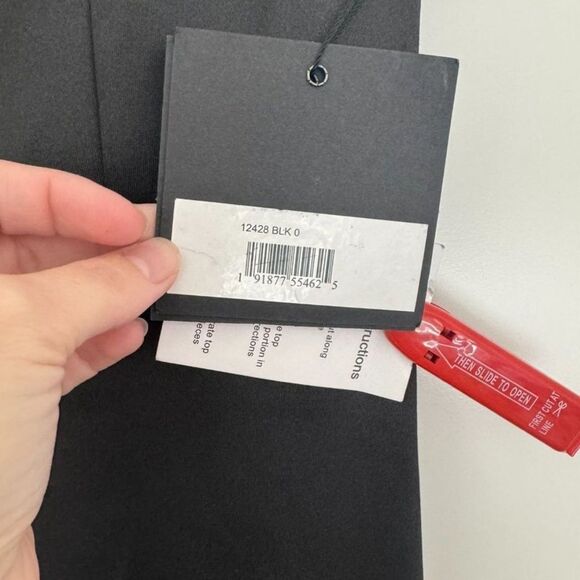 12428 BLK 0
1 91877 55462 5
ate top
eces
e top
portion in
ections
t along
tructions
THEN SLIDE TO OPEN
FIRST CUT AT
LINE